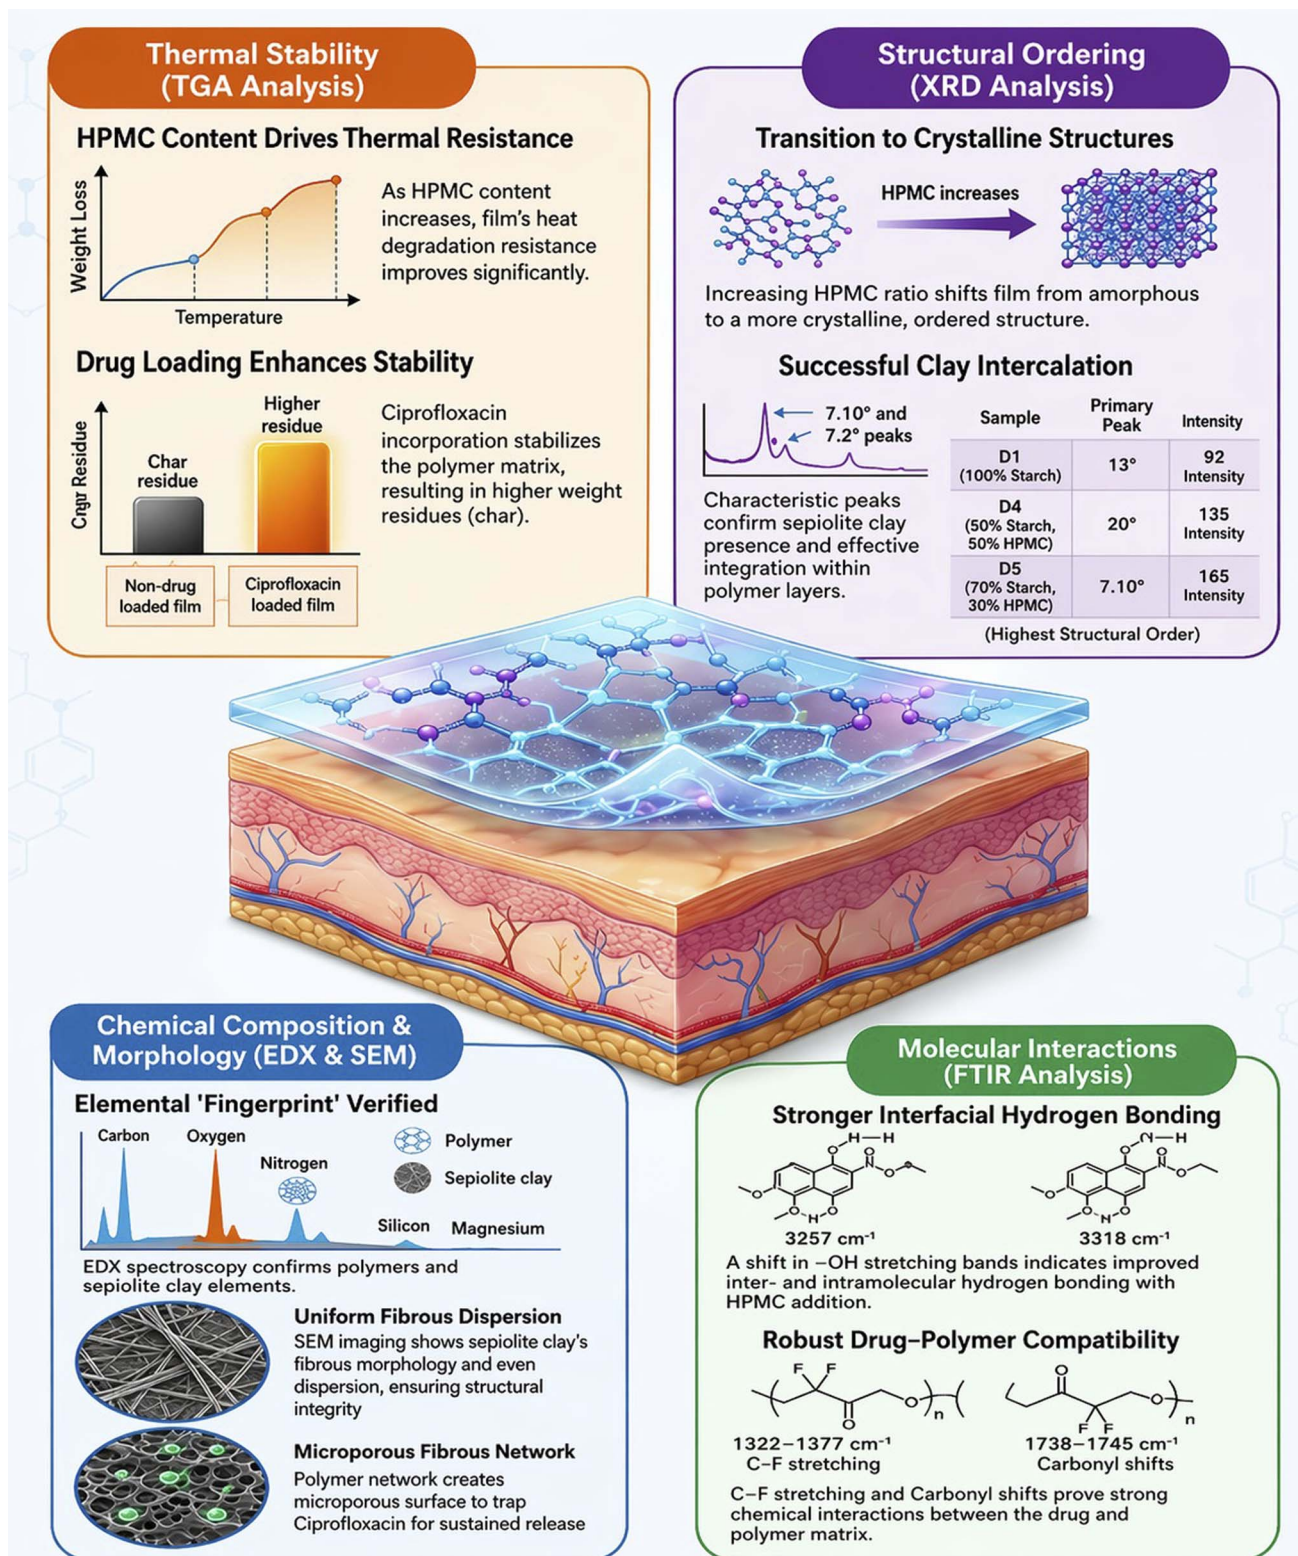 Thermal Stability
(TGA Analysis)
HPMC Content Drives Thermal Resistance
Weight Loss
Temperature
As HPMC content
increases, film's heat
degradation resistance
improves significantly.
Drug Loading Enhances Stability
Cngır Residue
Char
residue
Higher
residue
Non-drug
loaded film
Ciprofloxacin
loaded film
Ciprofloxacin
incorporation stabilizes
the polymer matrix,
resulting in higher weight
residues (char).
Structural Ordering
(XRD Analysis)
Transition to Crystalline Structures
HPMC increases
Increasing HPMC ratio shifts film from amorphous
to a more crystalline, ordered structure.
Successful Clay Intercalation
7.10° and
7.2° peaks
Characteristic peaks
confirm sepiolite clay
presence and effective
integration within
polymer layers.
Sample
Primary
Peak
Intensity
D1
(100% Starch)
13°
92
Intensity
D4
(50% Starch,
50% HPMC)
20°
135
Intensity
D5
(70% Starch,
30% HPMC)
7.10°
165
Intensity
(Highest Structural Order)
Chemical Composition &
Morphology (EDX & SEM)
Elemental 'Fingerprint' Verified
Carbon
Oxygen
Nitrogen
Silicon
Magnesium
Polymer
Sepiolite clay
EDX spectroscopy confirms polymers and
sepiolite clay elements.
Uniform Fibrous Dispersion
SEM imaging shows sepiolite clay's
fibrous morphology and even
dispersion, ensuring structural
integrity
Microporous Fibrous Network
Polymer network creates
microporous surface to trap
Ciprofloxacin for sustained release
Molecular Interactions
(FTIR Analysis)
Stronger Interfacial Hydrogen Bonding
3257 cm⁻¹
3318 cm⁻¹
A shift in –OH stretching bands indicates improved
inter- and intramolecular hydrogen bonding with
HPMC addition.
Robust Drug–Polymer Compatibility
F F
O
O
n
O
O
F F
n
1322–1377 cm⁻¹
C–F stretching
1738–1745 cm⁻¹
Carbonyl shifts
C–F stretching and Carbonyl shifts prove strong
chemical interactions between the drug and
polymer matrix.